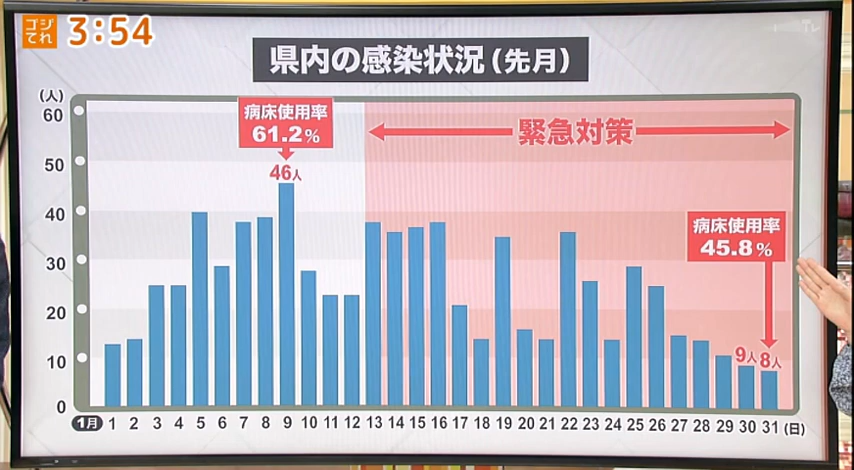 ゴジ
てれ
3:54
県内の感染状況(先月)
(人)
60
50
40
30
20
10
0
病床使用率
61.2%
46人
緊急対策
病床使用率
45.8%
9人
8人
1月 1 2 3 4 5 6 7 8 9 10 11 12 13 14 15 16 17 18 19 20 21 22 23 24 25 26 27 28 29 30 31 (日)